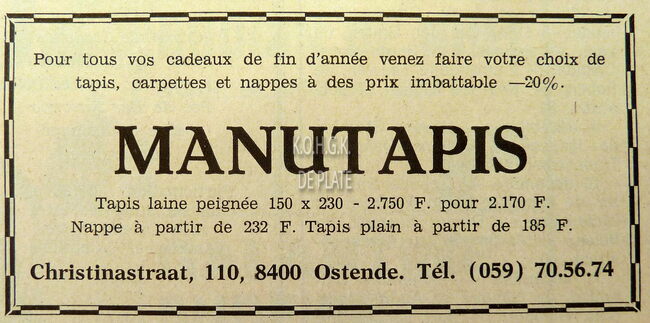 Pour tous vos cadeaux de fin d'année venez faire votre choix de
tapis, carpettes et nappes à des prix imbattable —20%.
MANUTAPIS
K.O.H.G.K.
DE PLATE
Tapis laine peignée 150 x 230 - 2.750 F. pour 2.170 F.
Nappe à partir de 232 F. Tapis plain à partir de 185 F.
Christinastraat, 110, 8400 Ostende. Tél. (059) 70.56.74